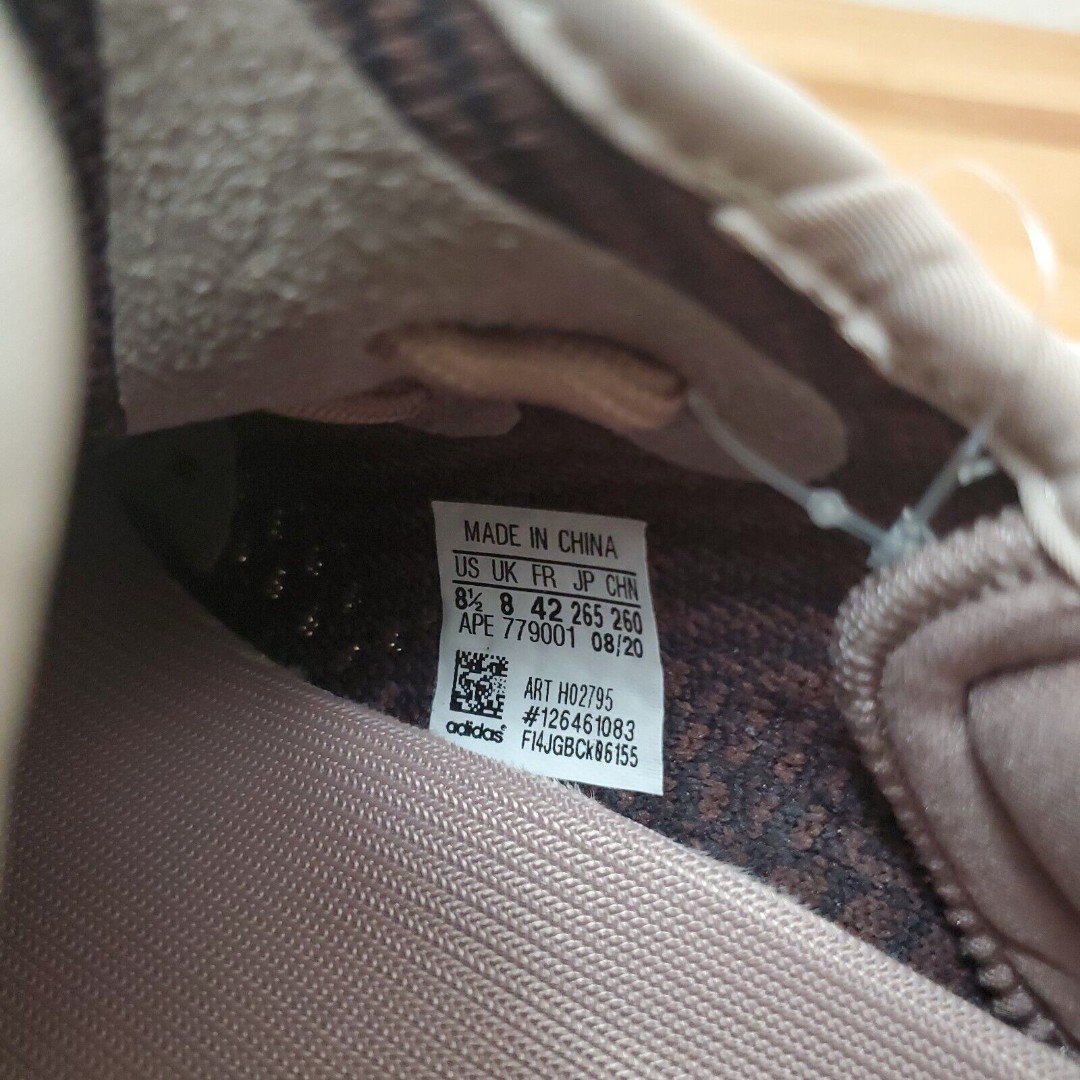 MADE IN CHINA
US UK FR JP CHN
8½ 8 42 265 260
APE 779001 08/20
ART H02795
#126461083
adidas